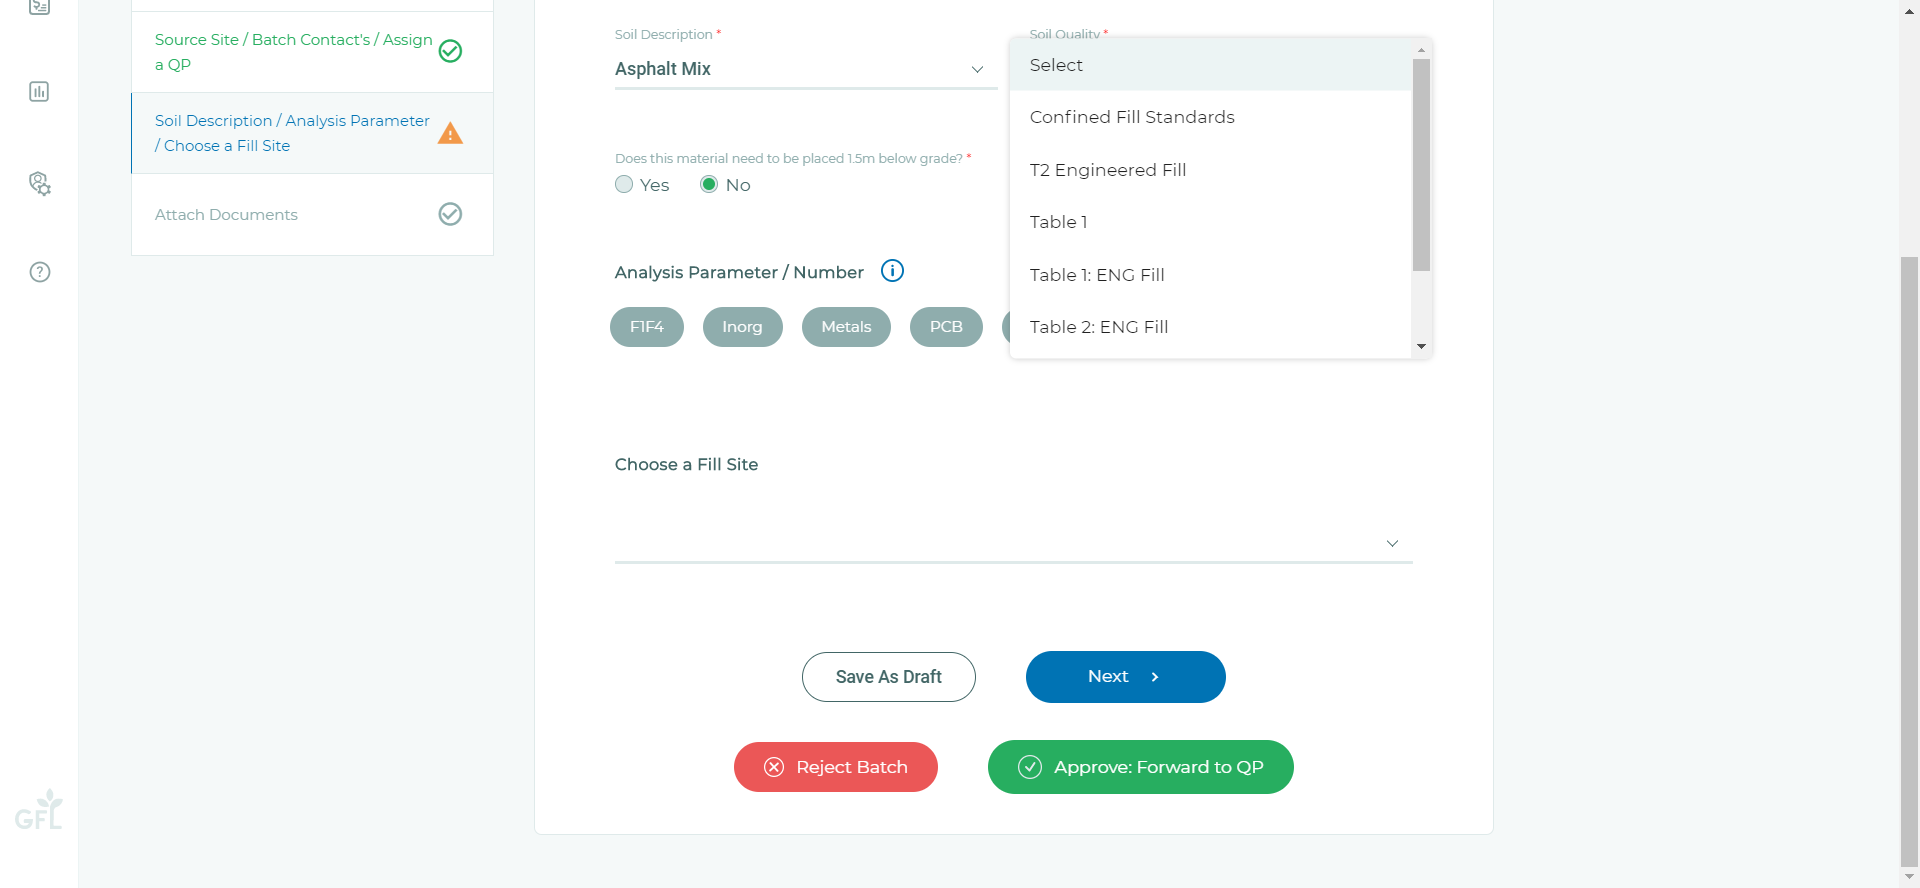 Source Site / Batch Contact's / Assign
a QP
Soil Description / Analysis Parameter
/ Choose a Fill Site
Attach Documents
GFL
Soil Description *
Asphalt Mix
Soil Quality *
Select
Confined Fill Standards
T2 Engineered Fill
Table 1
Table 1: ENG Fill
Table 2: ENG Fill
Does this material need to be placed 1.5m below grade? *
Yes
No
Analysis Parameter / Number
F1F4
Inorg
Metals
PCB
Choose a Fill Site
Save As Draft
Next
Reject Batch
Approve: Forward to QP